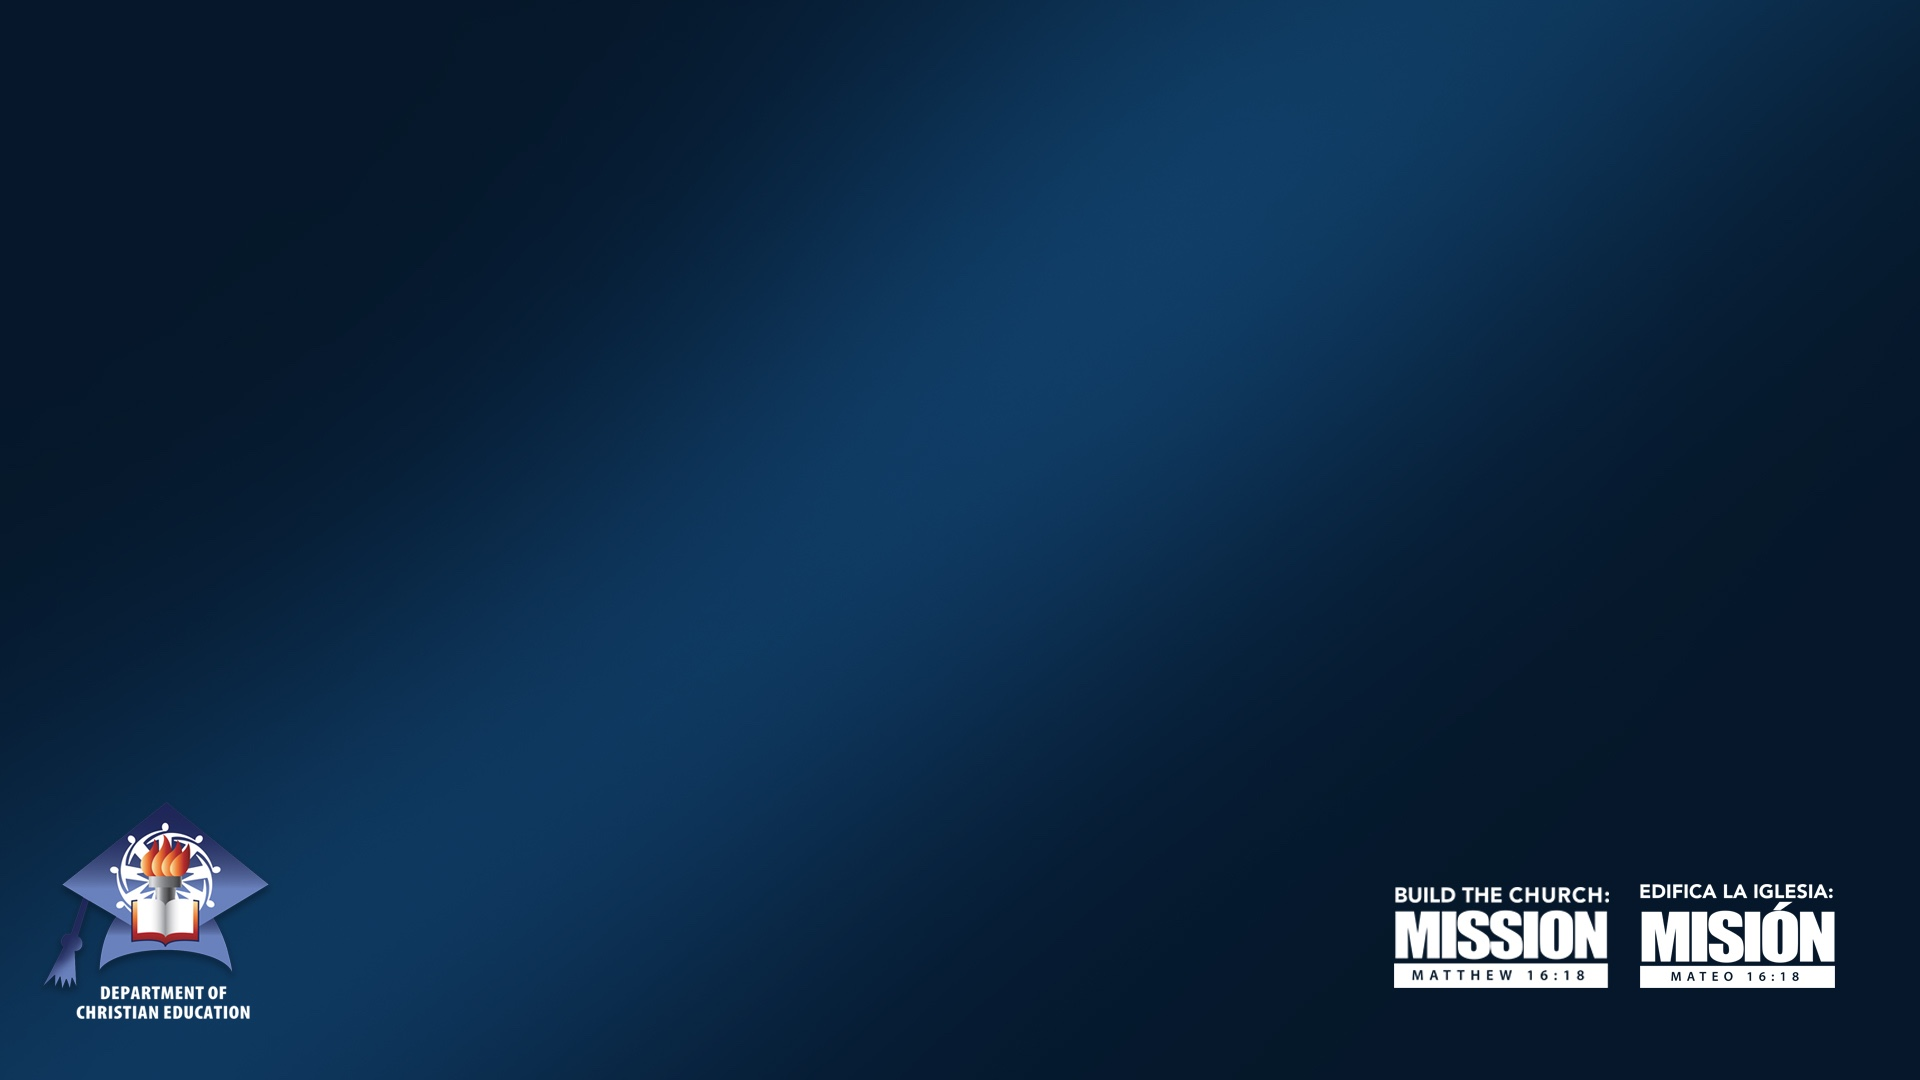 DEPARTMENT OF
CHRISTIAN EDUCATION
BUILD THE CHURCH:
MISSION
MATTHEW 16:18
EDIFICA LA IGLESIA:
MISIÓN
MATEO 16:18